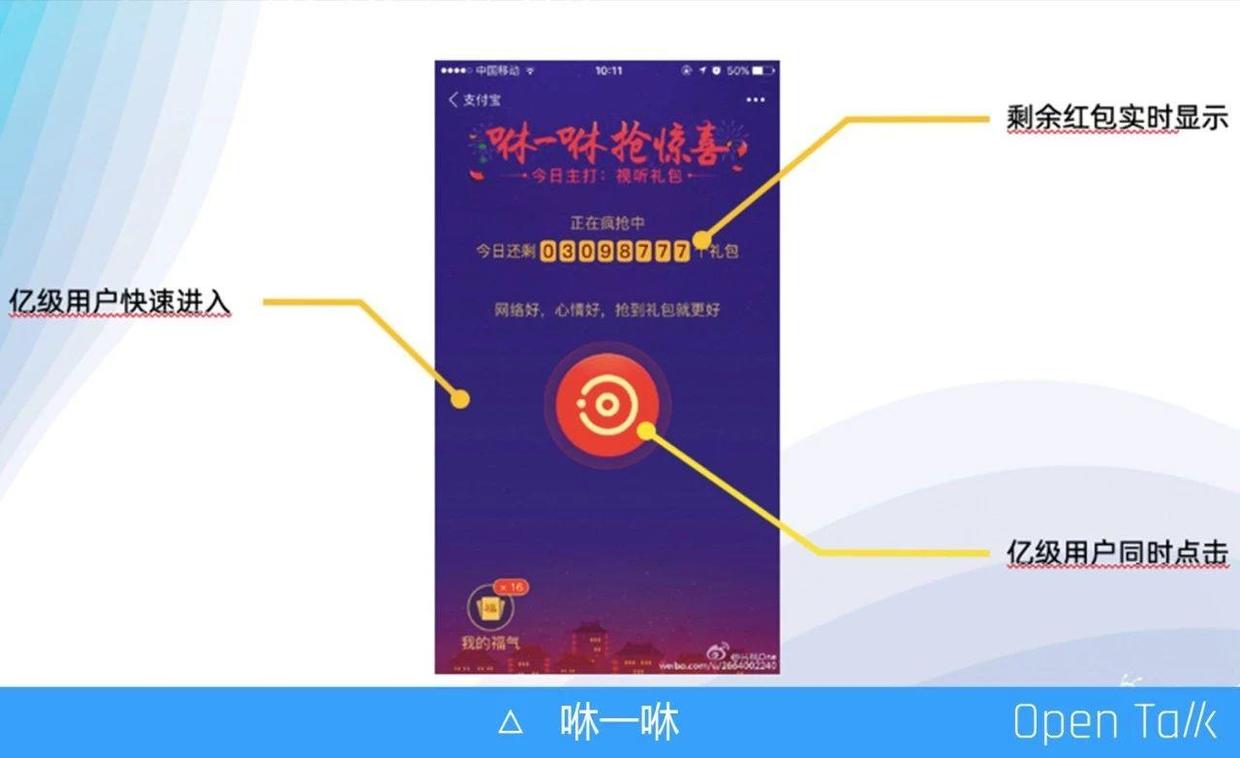 中国移动
10:11
50%
支付宝
咻一咻 抢惊喜
今日主打：视听礼包
正在疯抢中
今日还剩 03098777 个礼包
网络好，心情好，抢到礼包就更好
× 16
福
我的福气
weibo.com/u/2664002240
剩余红包实时显示
亿级用户快速进入
亿级用户同时点击
△ 咻一咻
Open Talk